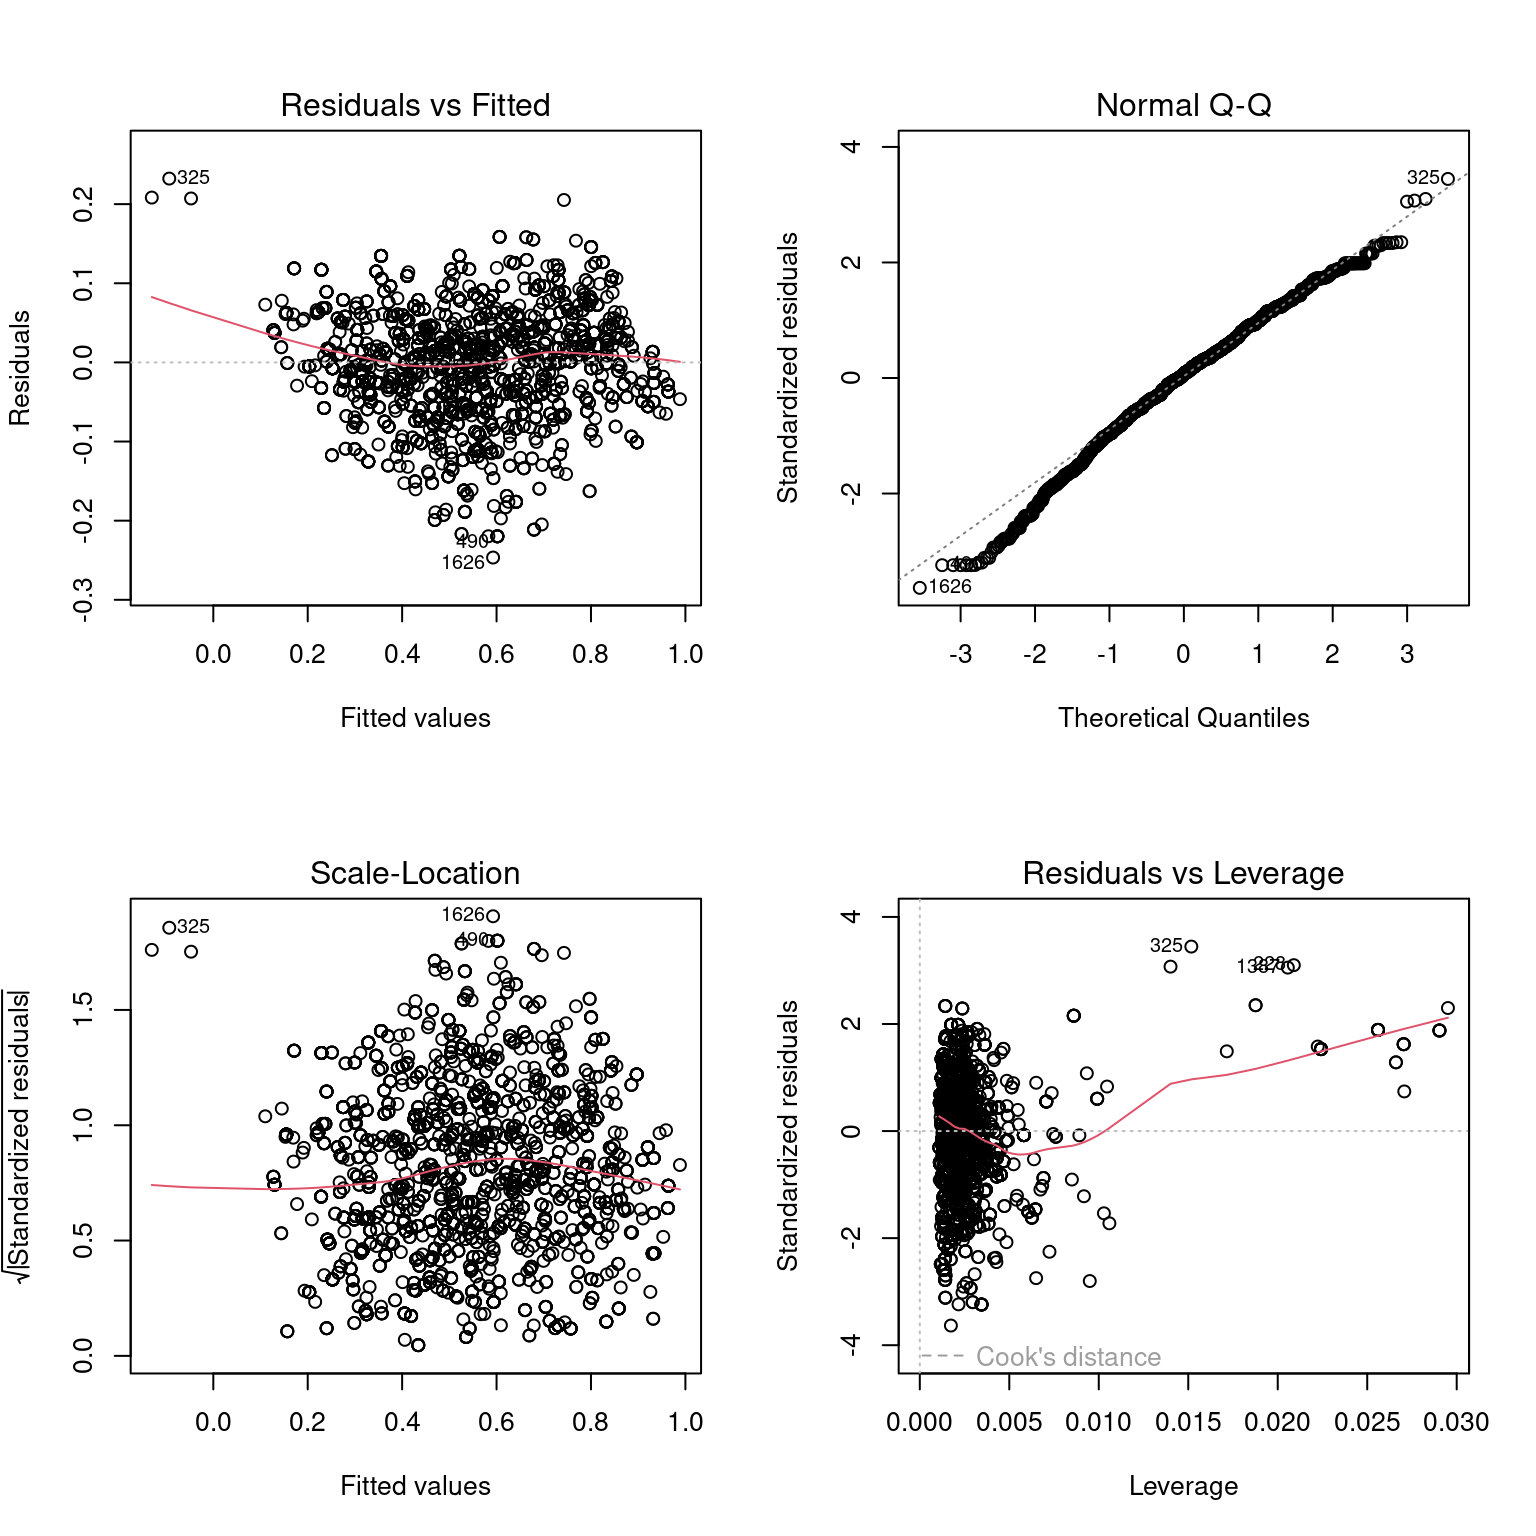 Residuals vs Fitted
Residuals
0.2
0.1
0.0
-0.1
-0.2
-0.3
325
490
1626
0.0 0.2 0.4 0.6 0.8 1.0
Fitted values
Normal Q-Q
Standardized residuals
4
2
0
-2
325
1626
-3 -2 -1 0 1 2 3
Theoretical Quantiles
Scale-Location
√|Standardized residuals|
1.5
1.0
0.5
0.0
325
1626
490
0.0 0.2 0.4 0.6 0.8 1.0
Fitted values
Residuals vs Leverage
Standardized residuals
4
2
0
-2
-4
325
Cook's distance
0.000 0.005 0.010 0.015 0.020 0.025 0.030
Leverage